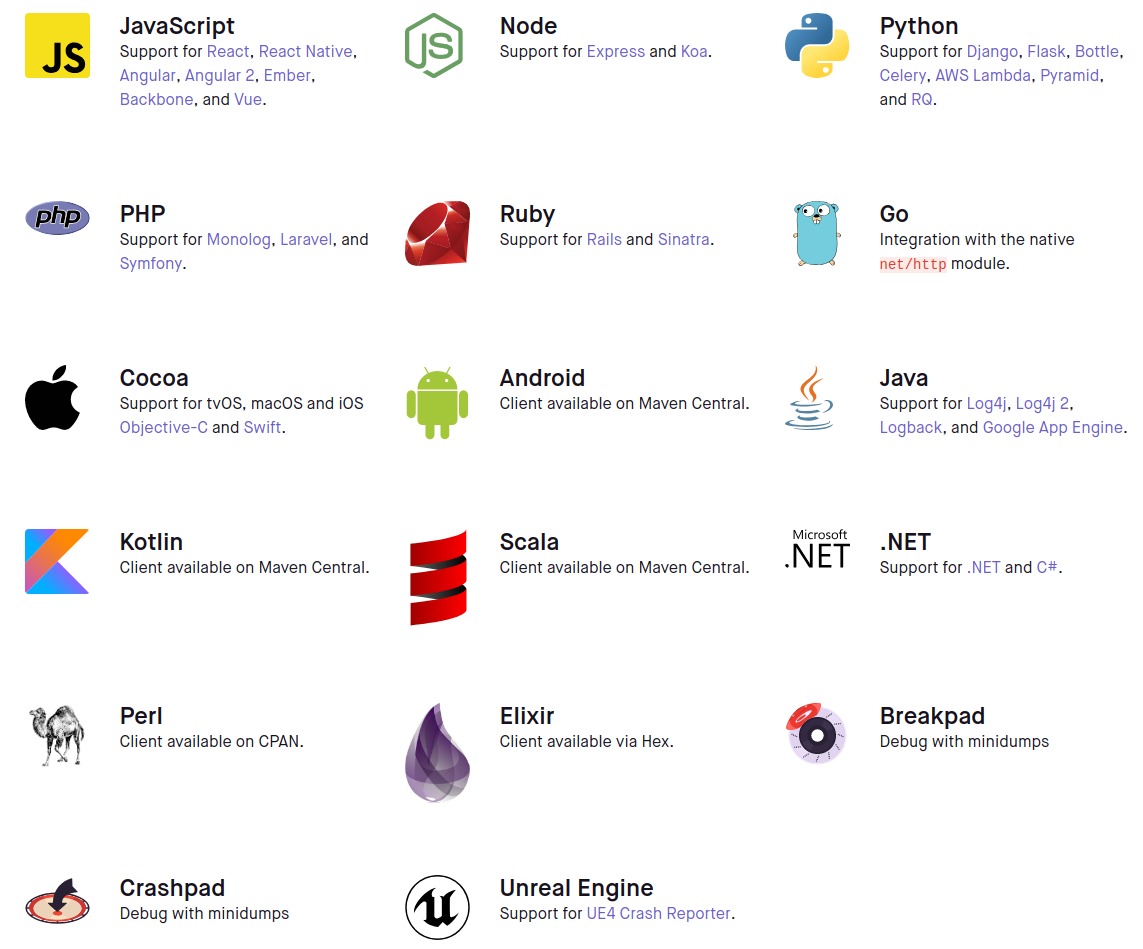 JS
JavaScript
Support for React, React Native,
Angular, Angular 2, Ember,
Backbone, and Vue.
JS
Node
Support for Express and Koa.
Python
Support for Django, Flask, Bottle,
Celery, AWS Lambda, Pyramid,
and RQ.
php
PHP
Support for Monolog, Laravel, and
Symfony.
Ruby
Support for Rails and Sinatra.
Go
Integration with the native
net/http module.
Cocoa
Support for tvOS, macOS and iOS
Objective-C and Swift.
Android
Client available on Maven Central.
Java
Support for Log4j, Log4j 2,
Logback, and Google App Engine.
Kotlin
Client available on Maven Central.
Scala
Client available on Maven Central.
Microsoft
.NET
.NET
Support for .NET and C#.
Perl
Client available on CPAN.
Elixir
Client available via Hex.
Breakpad
Debug with minidumps
Crashpad
Debug with minidumps
U
Unreal Engine
Support for UE4 Crash Reporter.